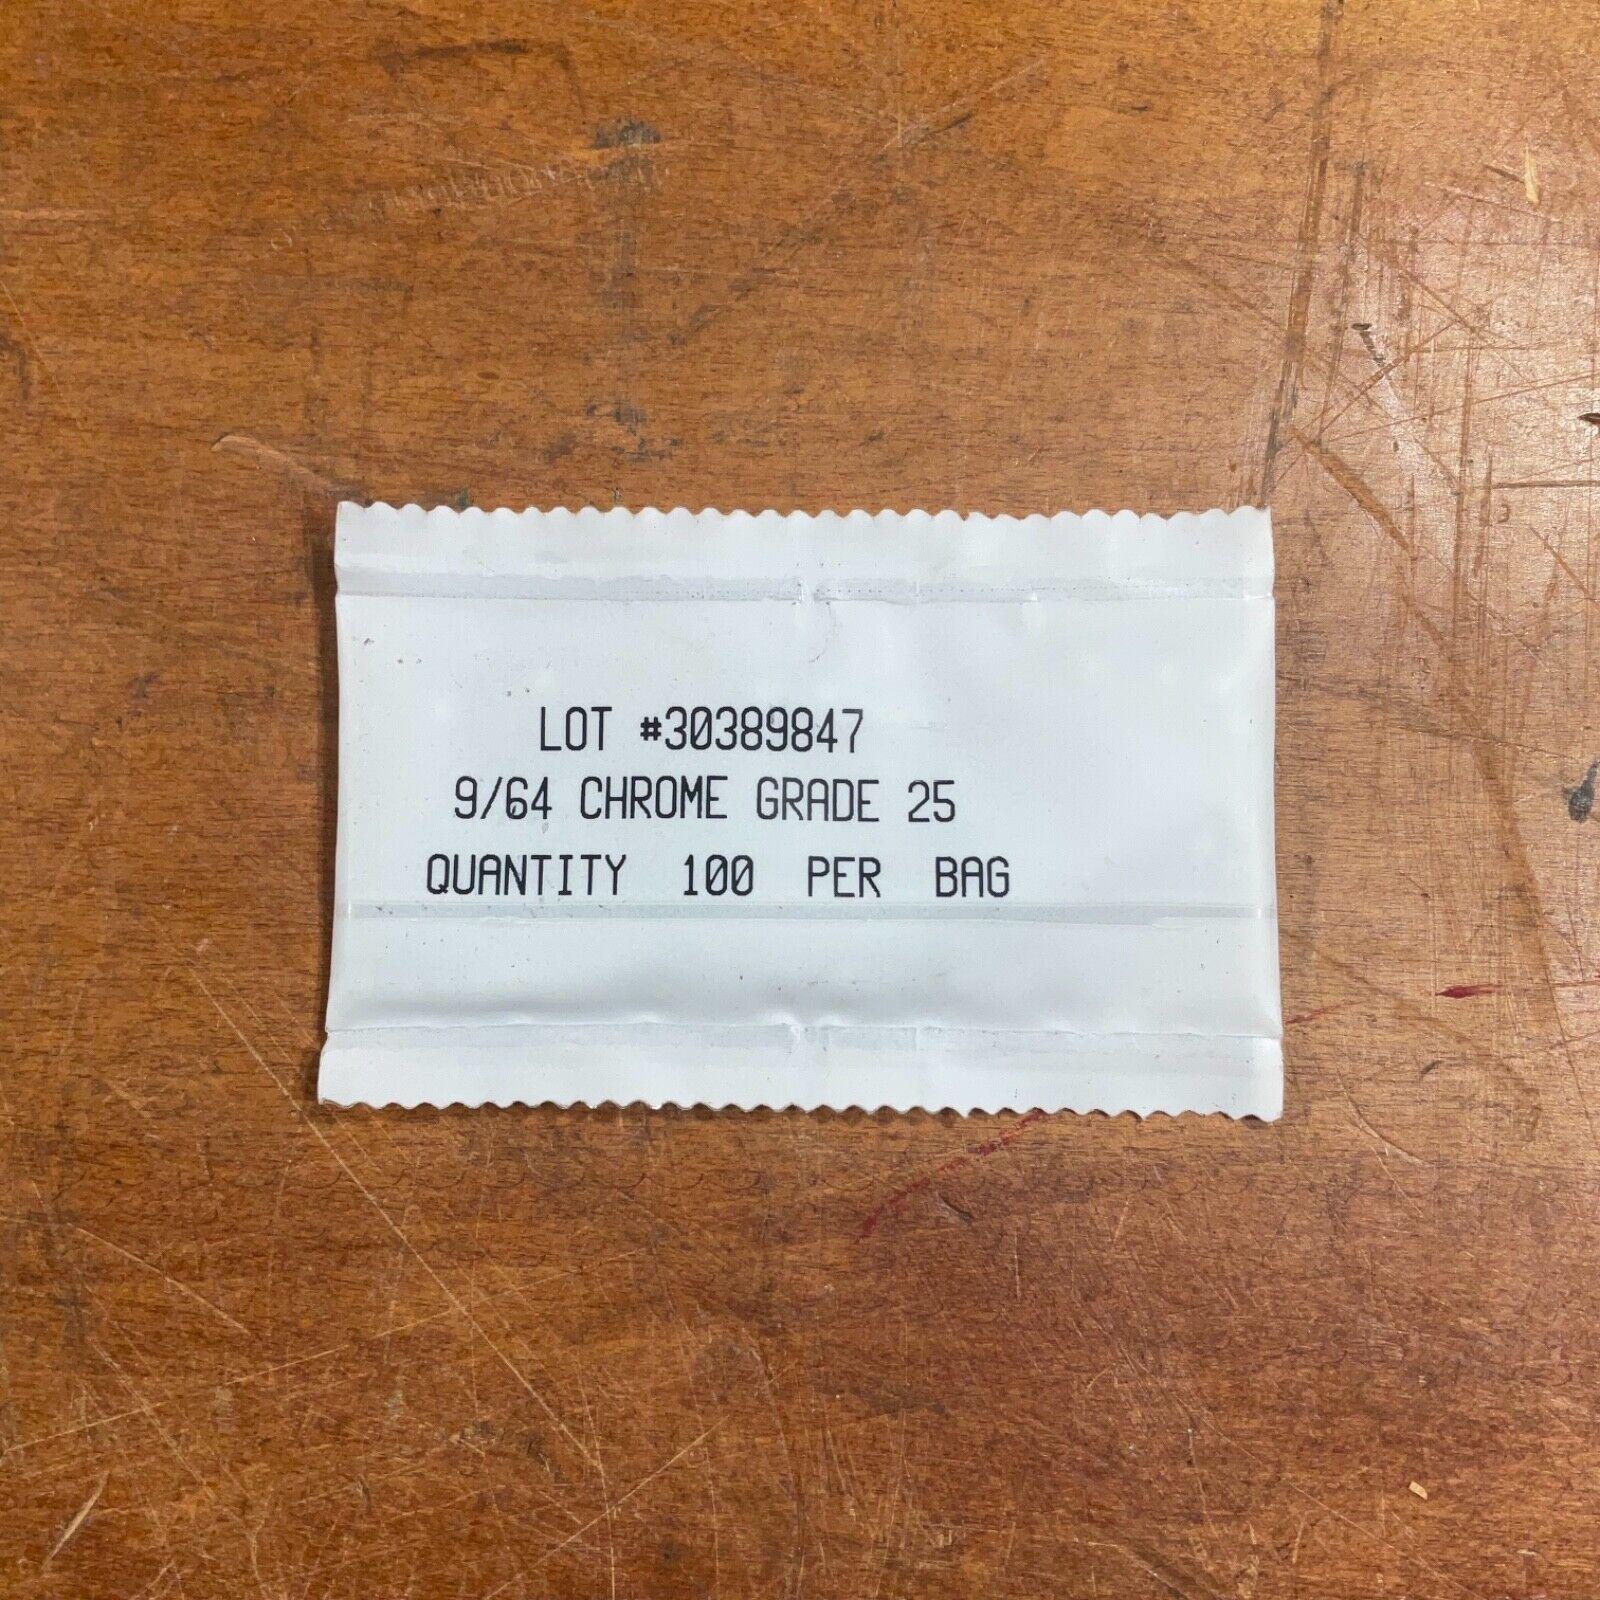 LOT #30389847
9/64 CHROME GRADE 25
QUANTITY 100 PER BAG